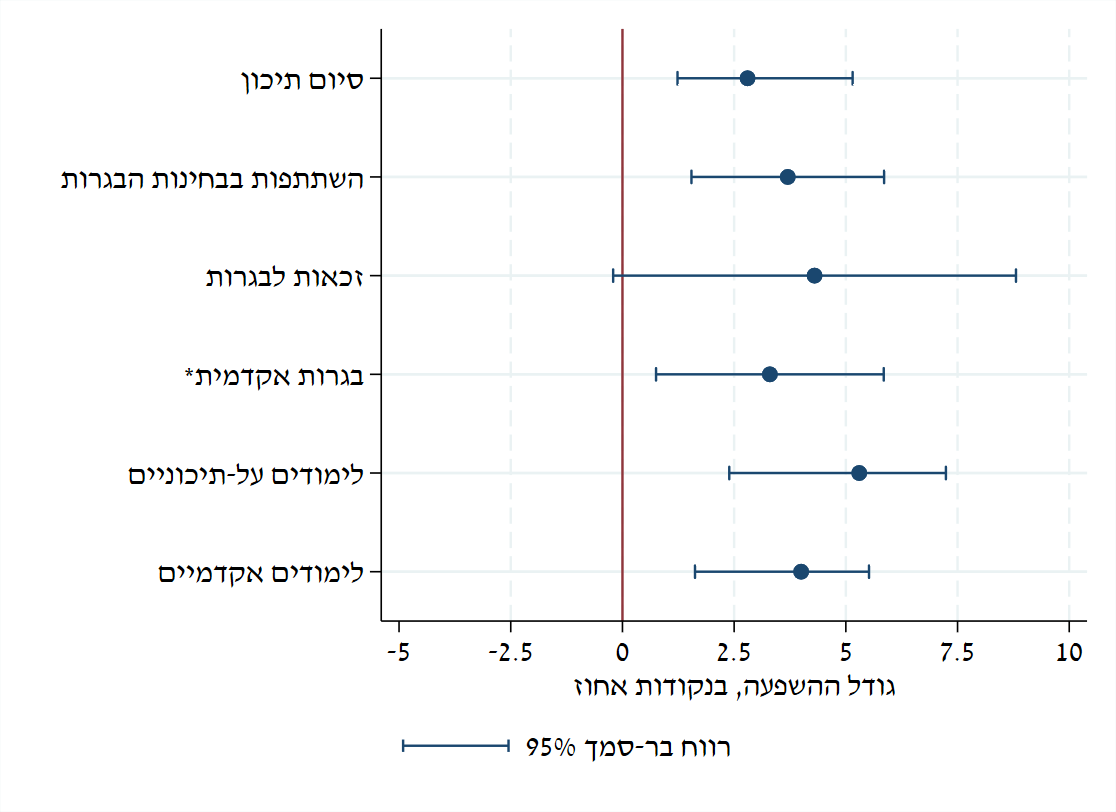 סיום תיכון
השתתפות בבחינות הבגרות
זכאות לבגרות
בגרות אקדמית*
לימודים על-תיכוניים
לימודים אקדמיים
-5 -2.5 0 2.5 5 7.5 10
גודל ההשפעה, בנקודות אחוז
רווח בר-סמך 95%